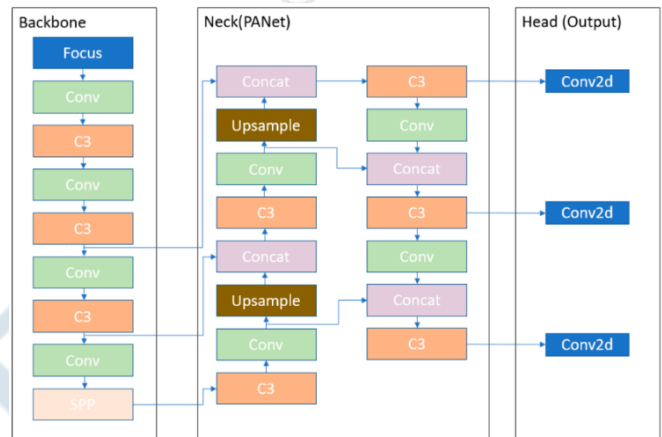 Backbone
Focus
Conv
C3
Conv
C3
Conv
C3
Conv
SPP
Neck(PANet)
Concat
Upsample
Conv
C3
Concat
Upsample
Conv
C3
C3
Conv
Concat
C3
Conv
Concat
C3
Head (Output)
Conv2d
Conv2d
Conv2d